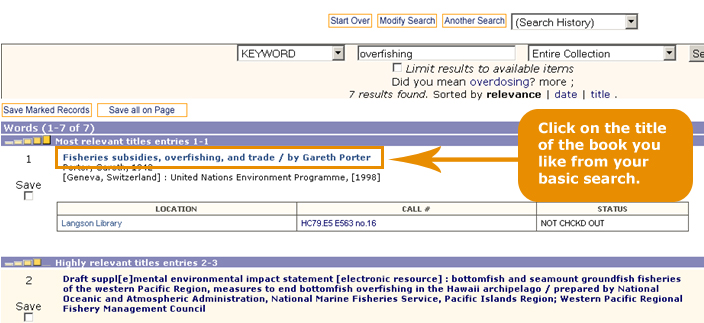 Start Over Modify Search Another Search (Search History)
KEYWORD overfishing Entire Collection Se
Limit results to available items
Did you mean overdosing? more ;
7 results found. Sorted by relevance | date | title .
Save Marked Records Save all on Page
Words (1-7 of 7)
Most relevant titles entries 1-1
1 Fisheries subsidies, overfishing, and trade / by Gareth Porter
Porter, Gareth, 1942-
Save [Geneva, Switzerland] : United Nations Environment Programme, [1998]
Click on the title
of the book you
like from your
basic search.
LOCATION CALL # STATUS
Langson Library HC79.E5 E563 no.16 NOT CHCKD OUT
Highly relevant titles entries 2-3
2 Draft suppl[e]mental environmental impact statement [electronic resource] : bottomfish and seamount groundfish fisheries
of the western Pacific Region, measures to end bottomfish overfishing in the Hawaii archipelago / prepared by National
Oceanic and Atmospheric Administration, National Marine Fisheries Service, Pacific Islands Region; Western Pacific Regional
Save Fishery Management Council